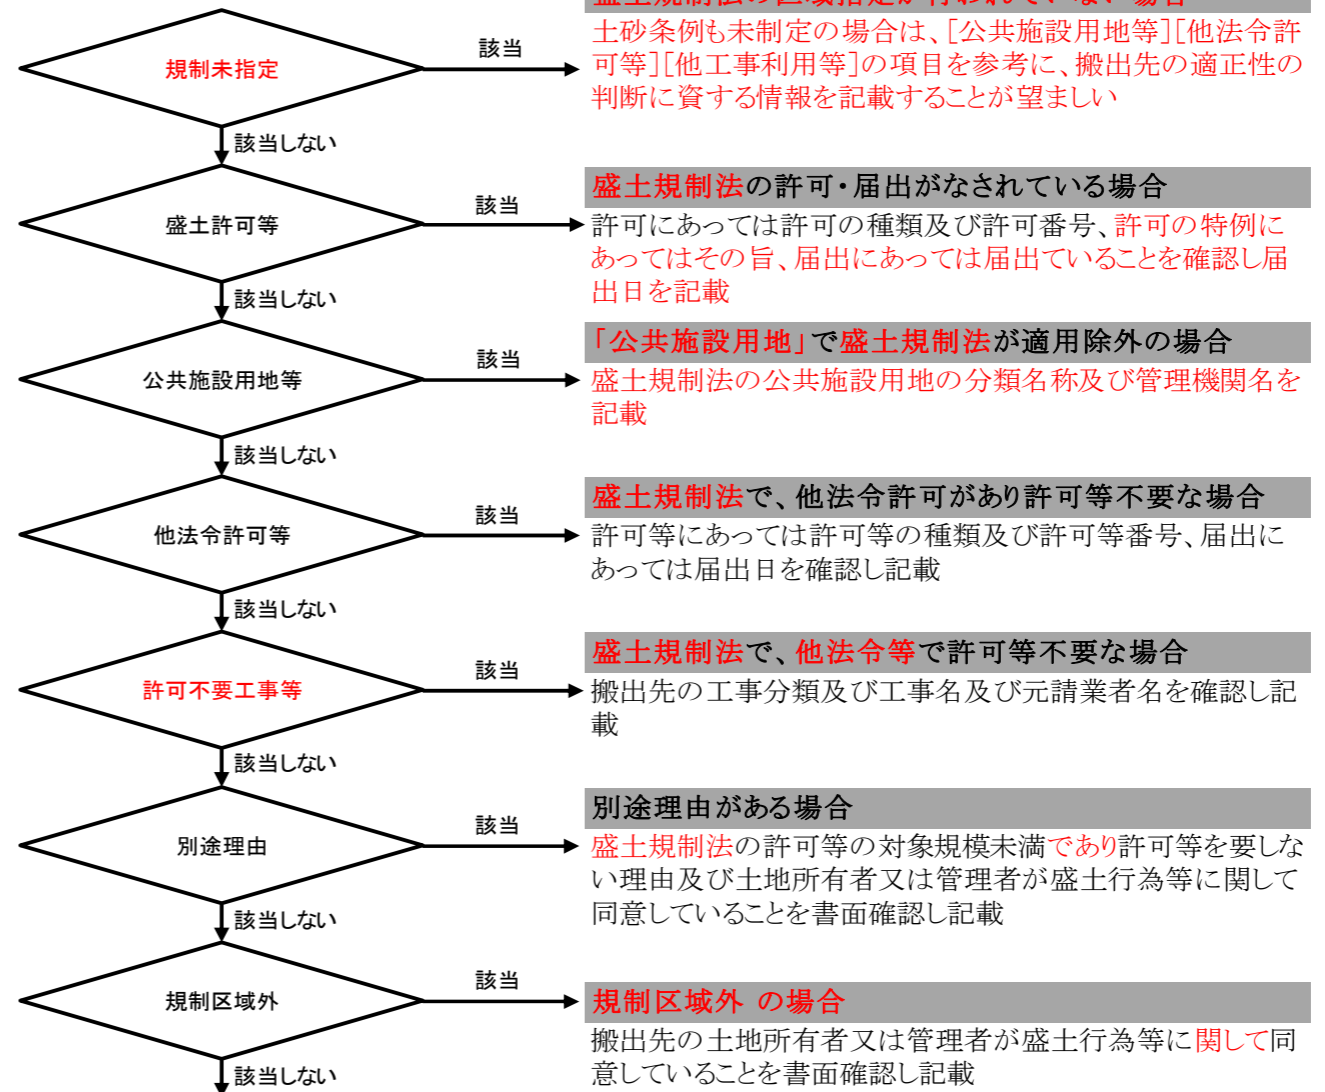 盛土規制法の区域指定が行われていない場合
規制未指定
該当
土砂条例も未制定の場合は、[公共施設用地等][他法令許
可等][他工事利用等]の項目を参考に、搬出先の適正性の
判断に資する情報を記載することが望ましい
該当しない
盛土許可等
該当
盛土規制法の許可・届出がなされている場合
許可にあっては許可の種類及び許可番号、許可の特例に
あってはその旨、届出にあっては届出ていることを確認し届
出日を記載
該当しない
公共施設用地等
該当
「公共施設用地」で盛土規制法が適用除外の場合
盛土規制法の公共施設用地の分類名称及び管理機関名を
記載
該当しない
他法令許可等
該当
盛土規制法で、他法令許可があり許可等不要な場合
許可等にあっては許可等の種類及び許可等番号、届出に
あっては届出日を確認し記載
該当しない
許可不要工事等
該当
盛土規制法で、他法令等で許可等不要な場合
搬出先の工事分類及び工事名及び元請業者名を確認し記
載
該当しない
別途理由
該当
別途理由がある場合
盛土規制法の許可等の対象規模未満であり許可等を要しな
い理由及び土地所有者又は管理者が盛土行為等に関して
同意していることを書面確認し記載
該当しない
規制区域外
該当
規制区域外 の場合
搬出先の土地所有者又は管理者が盛土行為等に関して同
意していることを書面確認し記載
該当しない